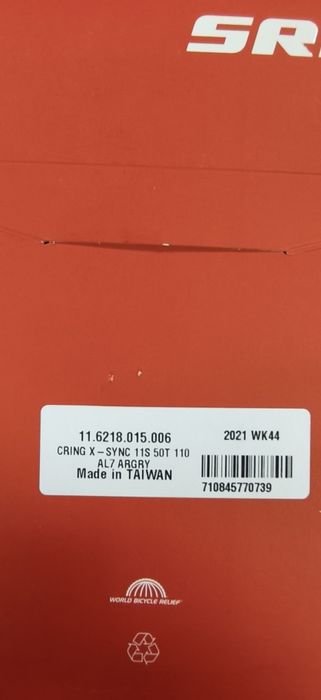 SR
11.6218.015.006 2021 WK44
CRING X-SYNC 11S 50T 110
AL7 ARGRY
Made in TAIWAN
710845770739
WORLD BICYCLE RELIEF